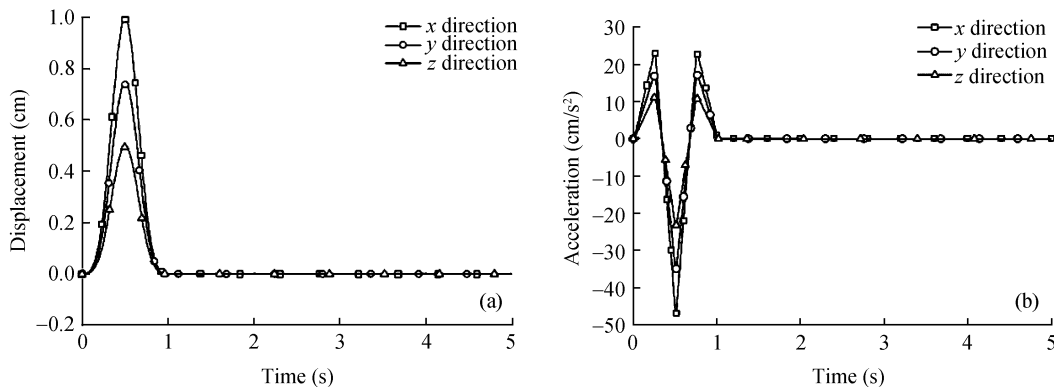 1.0
0.8
0.6
0.4
0.2
0.0
–0.2
Displacement (cm)
x direction
y direction
z direction
(a)
0 1 2 3 4 5
Time (s)
30
20
10
0
–10
–20
–30
–40
–50
Acceleration (cm/s²)
x direction
y direction
z direction
(b)
0 1 2 3 4 5
Time (s)